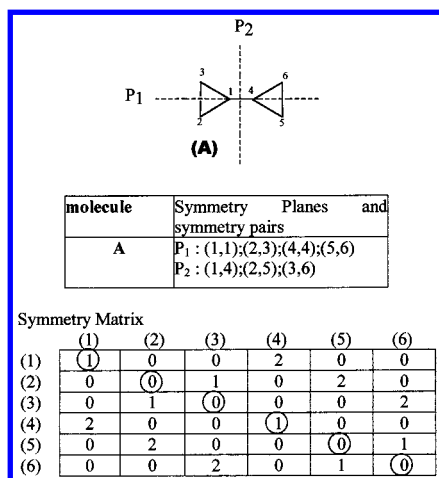 P2
3
6
P1
1
4
2
5
(A)
molecule
Symmetry Planes and
symmetry pairs
A
P1 : (1,1);(2,3);(4,4);(5,6)
P2 : (1,4);(2,5);(3,6)
Symmetry Matrix
(1) (2) (3) (4) (5) (6)
(1) 1 0 0 2 0 0
(2) 0 0 1 0 2 0
(3) 0 1 0 0 0 2
(4) 2 0 0 1 0 0
(5) 0 2 0 0 0 1
(6) 0 0 2 0 1 0